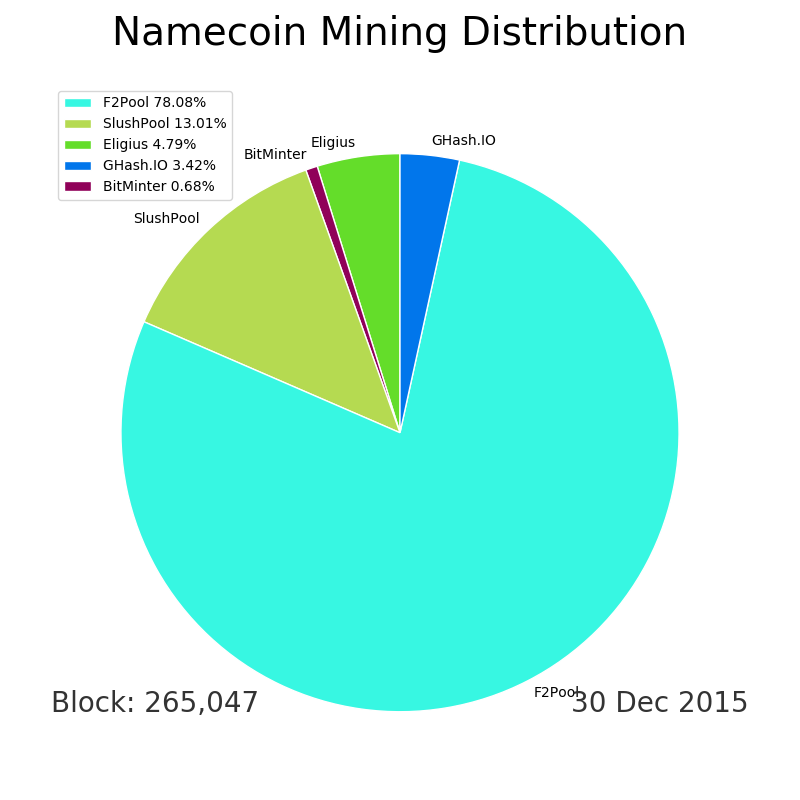 Namecoin Mining Distribution
F2Pool 78.08%
SlushPool 13.01%
Eligius 4.79%
GHash.IO 3.42%
BitMinter 0.68%
GHash.IO
Eligius
BitMinter
SlushPool
F2Pool
Block: 265,047
30 Dec 2015